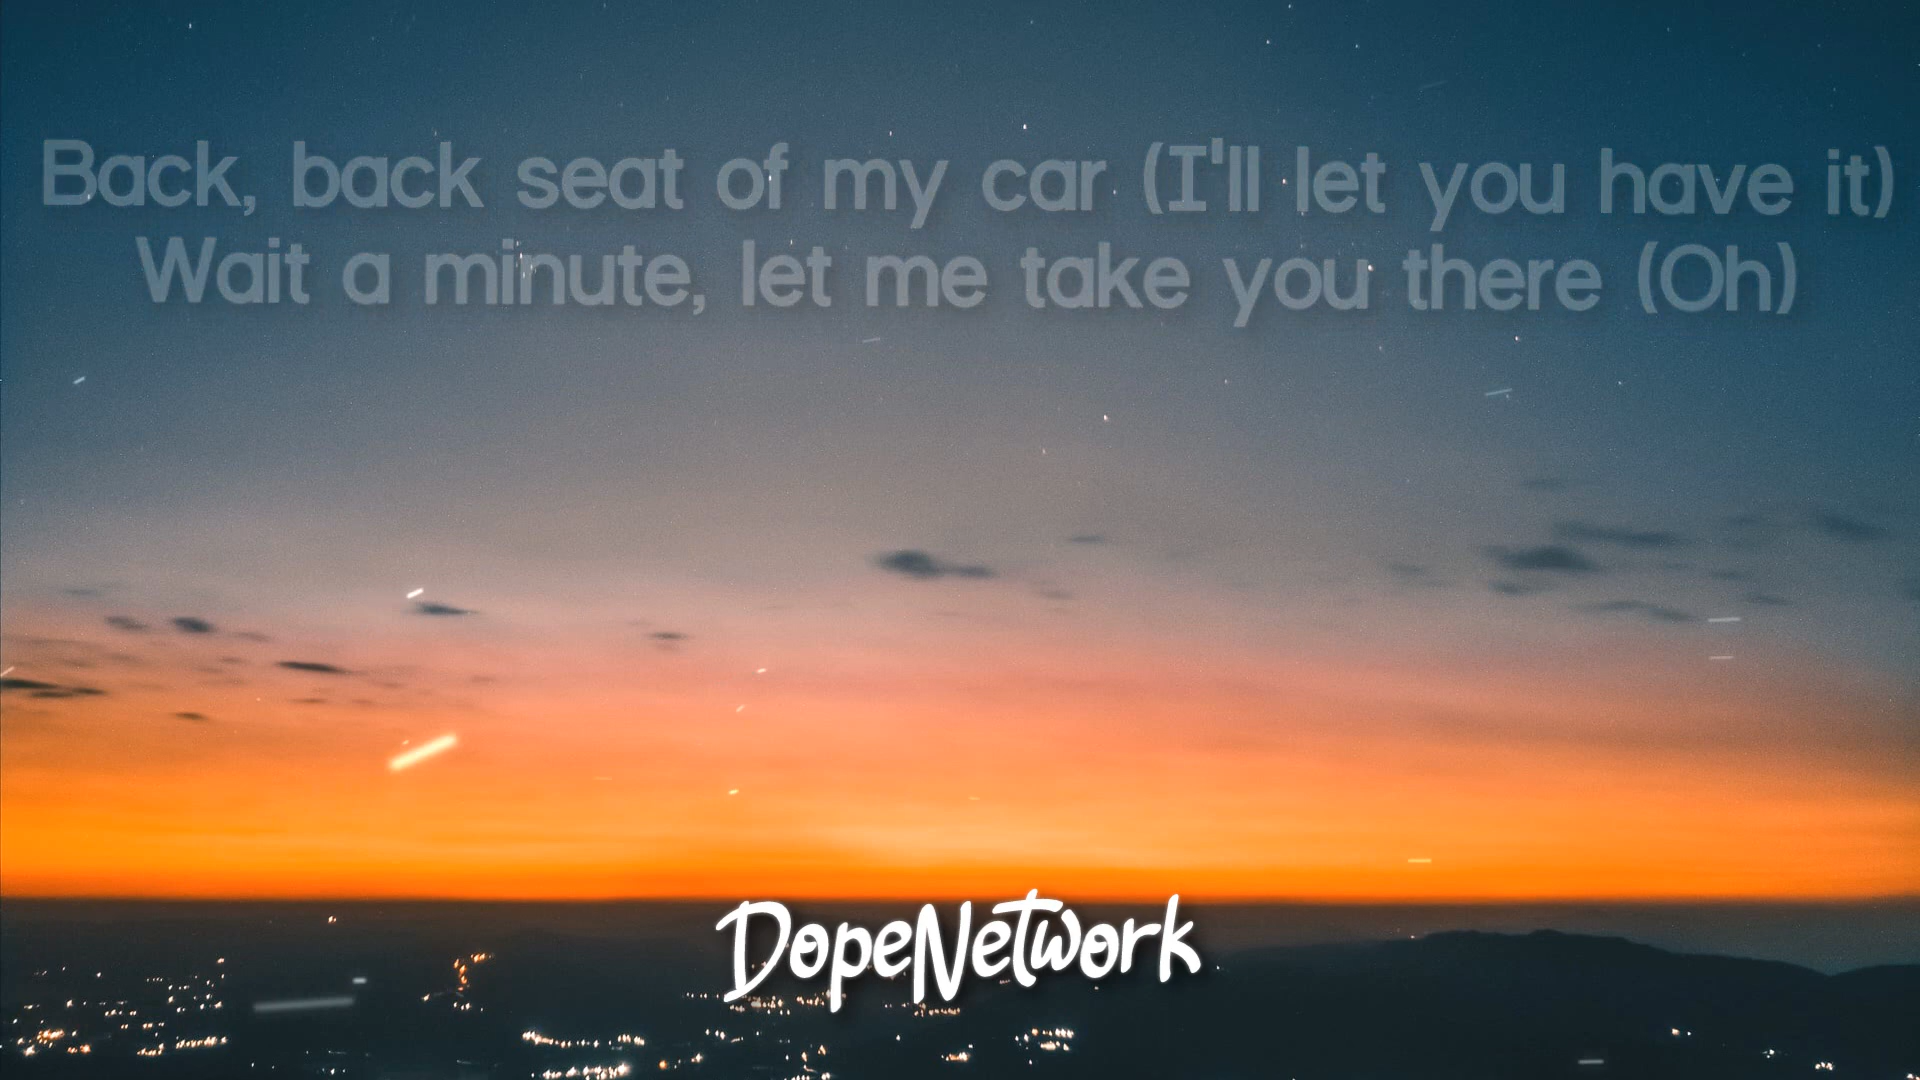 Back, back seat of my car (I'll let you have it)
Wait a minute, let me take you there (Oh)
DopeNetwork